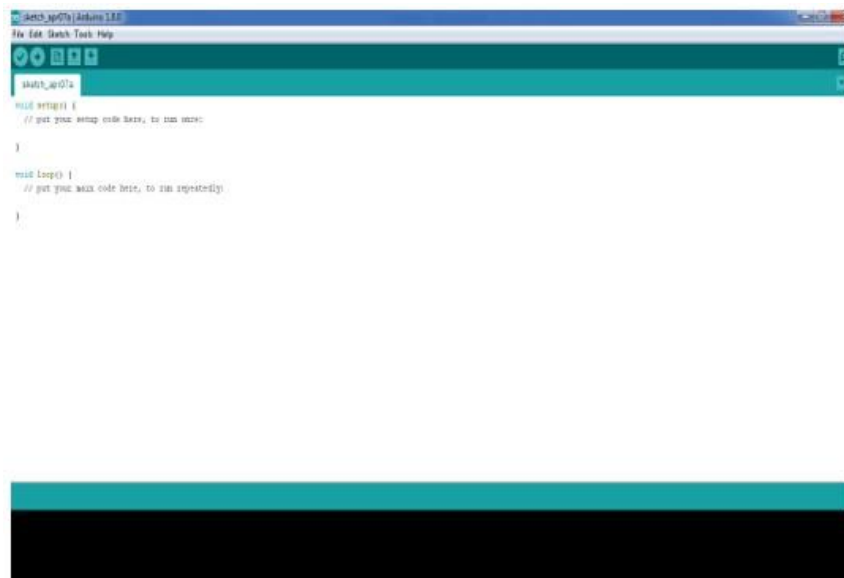 sketch_apr07a | Arduino 1.8.0
File Edit Sketch Tools Help
sketch_apr07a
void setup() {
// put your setup code here, to run once:
}
void loop() {
// put your main code here, to run repeatedly:
}